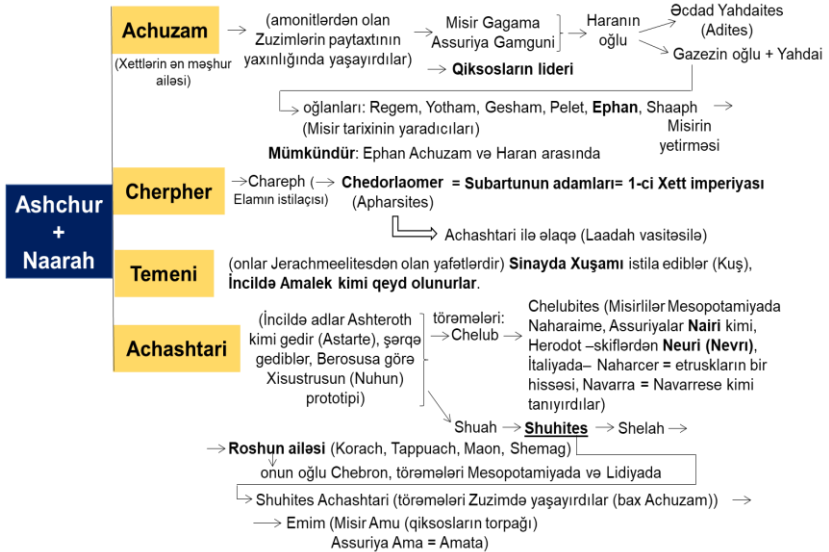 Ashchur
+
Naarah
Achuzam
(Xettlərin ən məşhur
ailəsi)
(amonitlərdən olan
Zuzimlərin paytaxtının
yaxınlığında yaşayırdılar)
Misir Gagama
Assuriya Gamguni
Haranın
oğlu
Əcdad Yahdaites
(Adites)
Gazezin oğlu + Yahdai
Qiksosların lideri
oğlanları: Regem, Yotham, Gesham, Pelet, Ephan, Shaaph
(Misir tarixinin yaradıcıları)
Misirin
yetirməsi
Mümkündür: Ephan Achuzam və Haran arasında
Cherpher
Chareph (
Elamın istilaçısı)
Chedorlaomer = Subartunun adamları= 1-ci Xett imperiyası
(Apharsites)
Achashtari ilə əlaqə (Laadah vasitəsilə)
Temeni
(onlar Jerachmeelitesdən olan yafətlərdir) Sinayda Xuşamı istila ediblər (Kuş),
İncildə Amalek kimi qeyd olunurlar.
Achashtari
(İncildə adlar Ashteroth
kimi gedir (Astarte), şərqə
gediblər, Berosusa görə
Xisustrusun (Nuhun)
prototipi)
törəmələri:
Chelub
Chelubites (Misirlilər Mesopotamiyada
Naharaime, Assuriyalar Nairi kimi,
Herodot –skiflərdən Neuri (Nevrı),
İtaliyada– Naharcer = etruskların bir
hissəsi, Navarra = Navarrese kimi
tanıyırdılar)
Shuah
Shuhites
Shelah
Roshun ailəsi (Korach, Tappuach, Maon, Shemag)
onun oğlu Chebron, törəmələri Mesopotamiyada və Lidiyada
Shuhites Achashtari (törəmələri Zuzimdə yaşayırdılar (bax Achuzam))
Emim (Misir Amu (qiksosların torpağı)
Assuriya Ama = Amata)